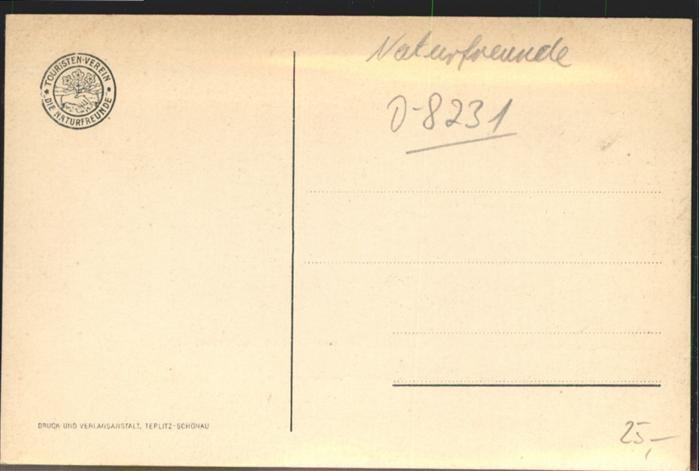 TOURISTEN-VEREIN
DIE NATURFREUNDE
Naturfreunde
D-8231
DRUCK UND VERLAGSANSTALT, TEPLITZ-SCHÖNAU
25,-